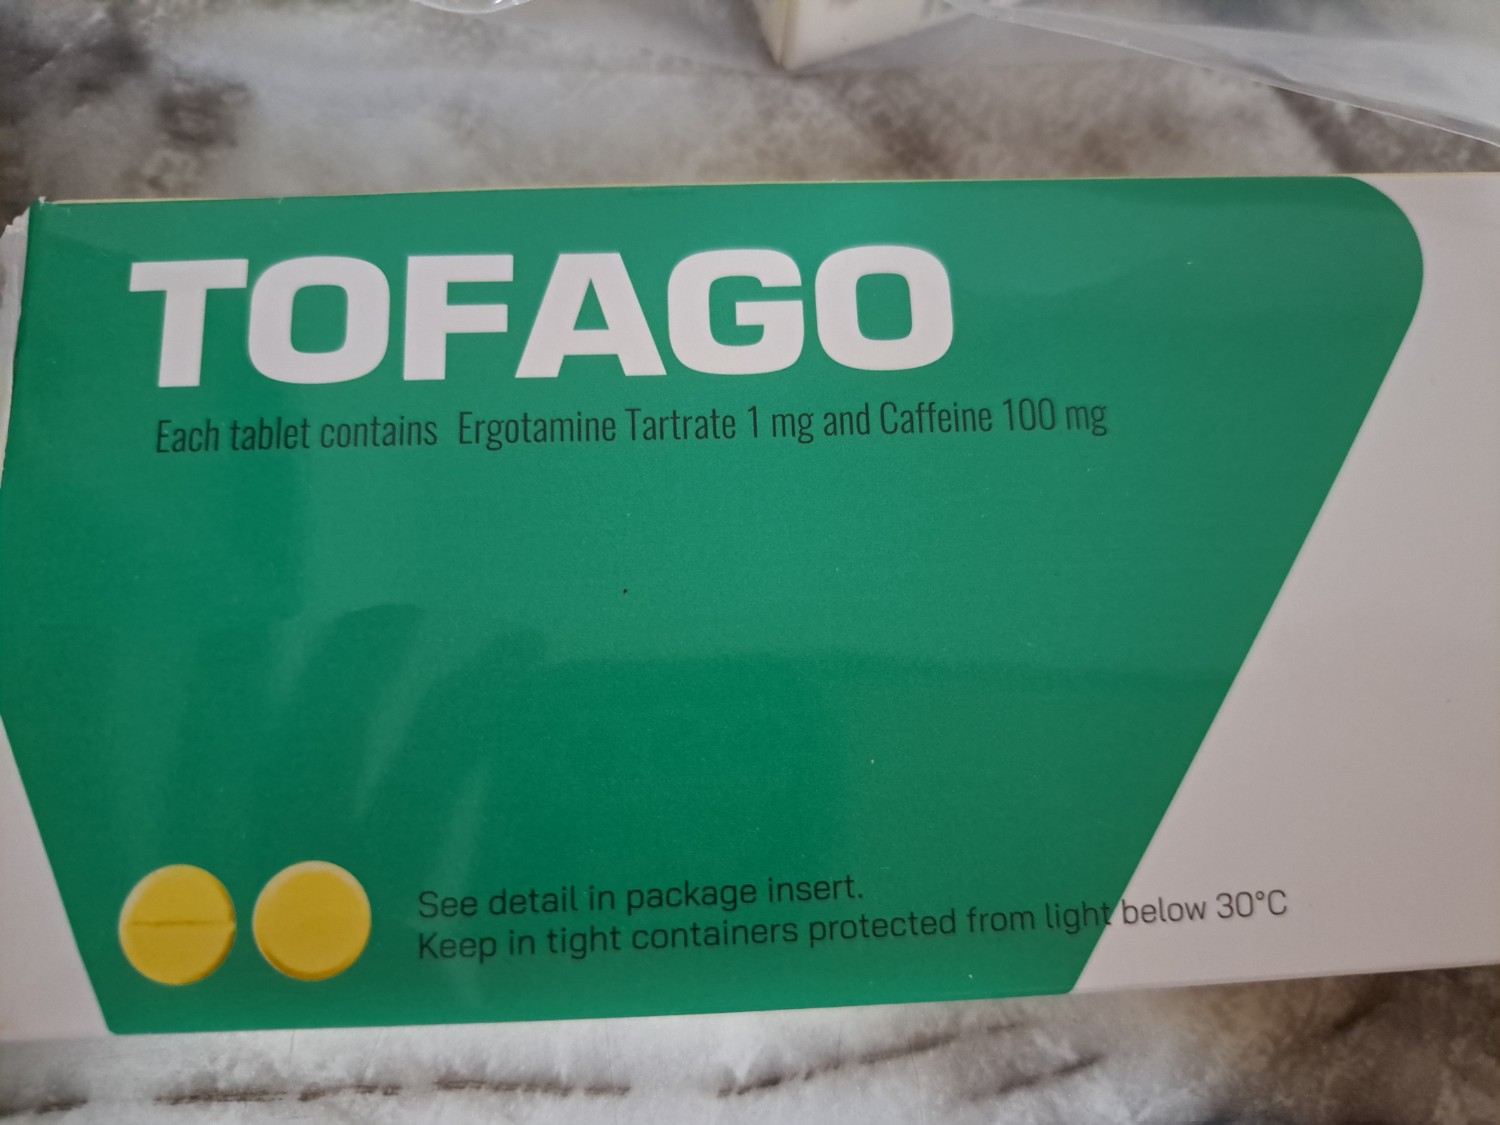 TOFAGO
Each tablet contains Ergotamine Tartrate 1 mg and Caffeine 100 mg
See detail in package insert.
Keep in tight containers protected from light below 30°C